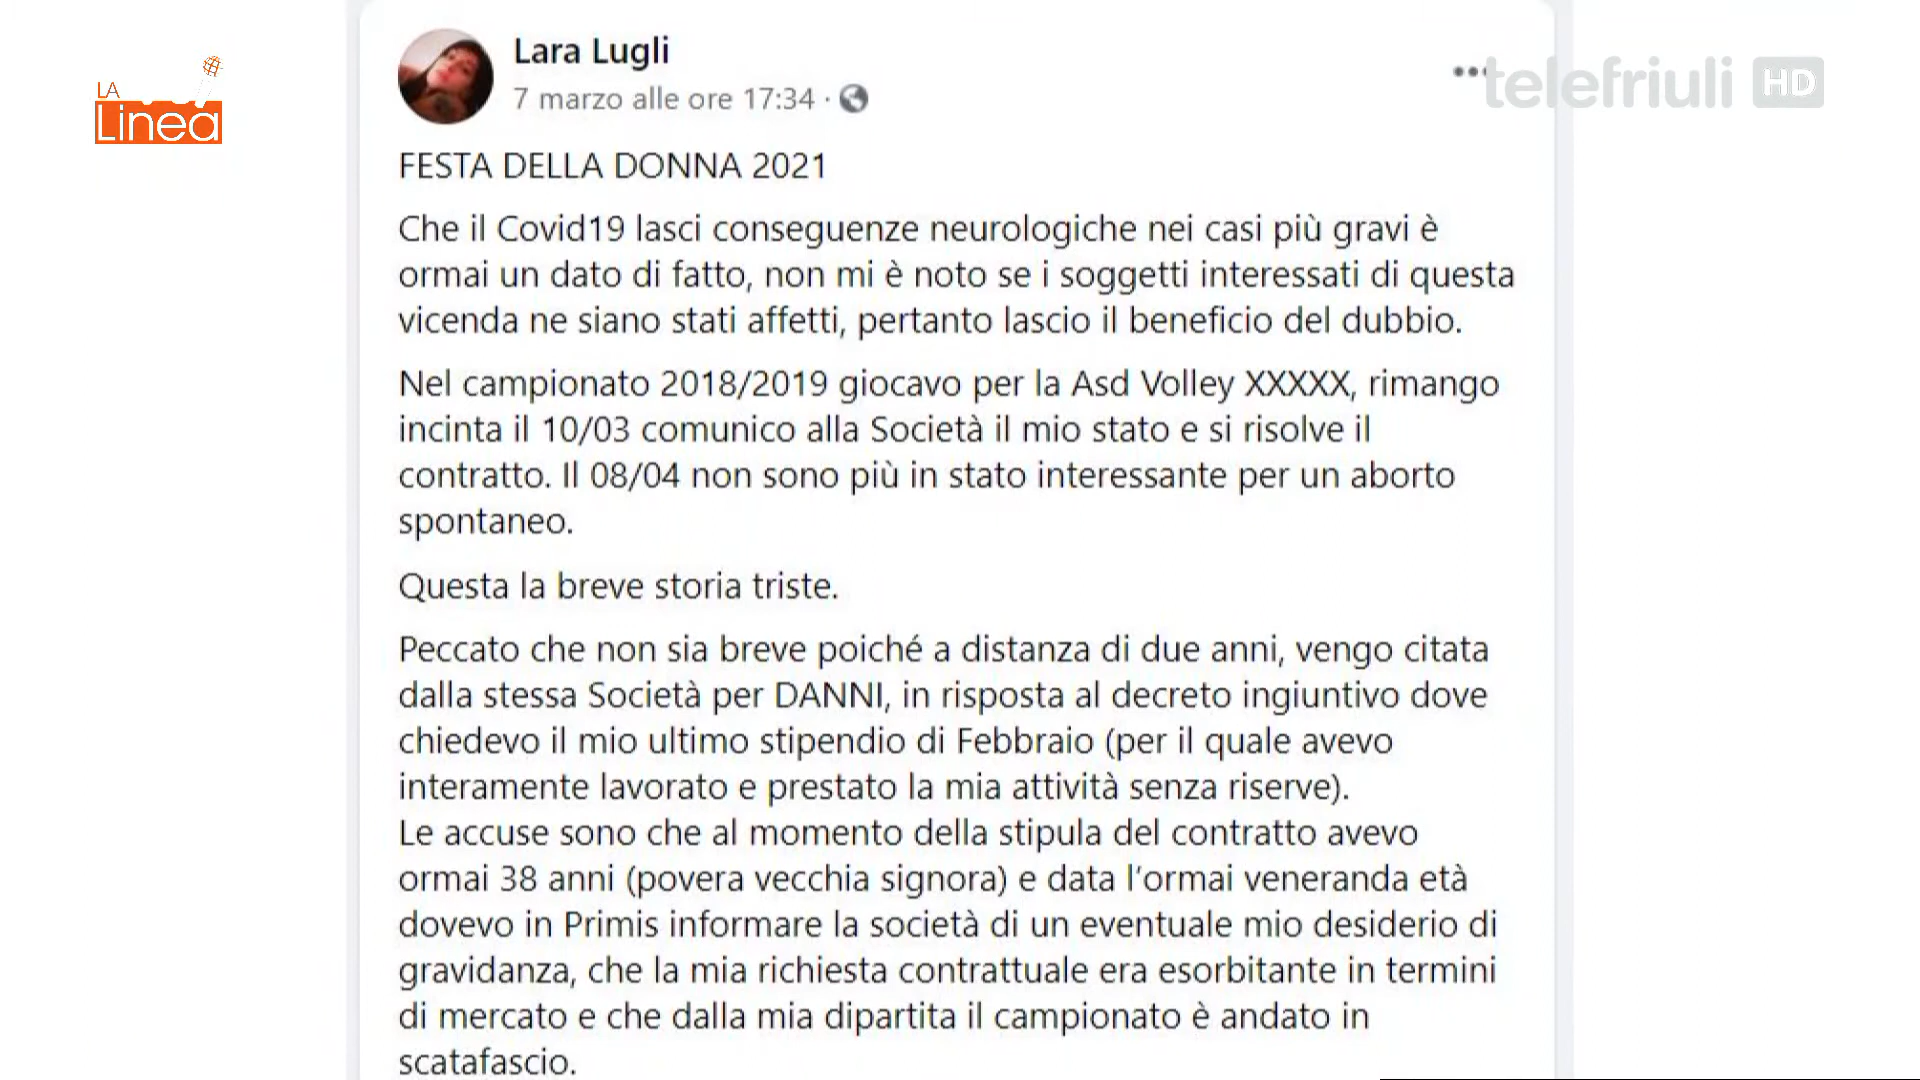 LA
Linea
telefriuli HD
Lara Lugli
7 marzo alle ore 17:34 ·
FESTA DELLA DONNA 2021
Che il Covid19 lasci conseguenze neurologiche nei casi più gravi è
ormai un dato di fatto, non mi è noto se i soggetti interessati di questa
vicenda ne siano stati affetti, pertanto lascio il beneficio del dubbio.
Nel campionato 2018/2019 giocavo per la Asd Volley XXXXX, rimango
incinta il 10/03 comunico alla Società il mio stato e si risolve il
contratto. Il 08/04 non sono più in stato interessante per un aborto
spontaneo.
Questa la breve storia triste.
Peccato che non sia breve poiché a distanza di due anni, vengo citata
dalla stessa Società per DANNI, in risposta al decreto ingiuntivo dove
chiedevo il mio ultimo stipendio di Febbraio (per il quale avevo
interamente lavorato e prestato la mia attività senza riserve).
Le accuse sono che al momento della stipula del contratto avevo
ormai 38 anni (povera vecchia signora) e data l'ormai veneranda età
dovevo in Primis informare la società di un eventuale mio desiderio di
gravidanza, che la mia richiesta contrattuale era esorbitante in termini
di mercato e che dalla mia dipartita il campionato è andato in
scatafascio.